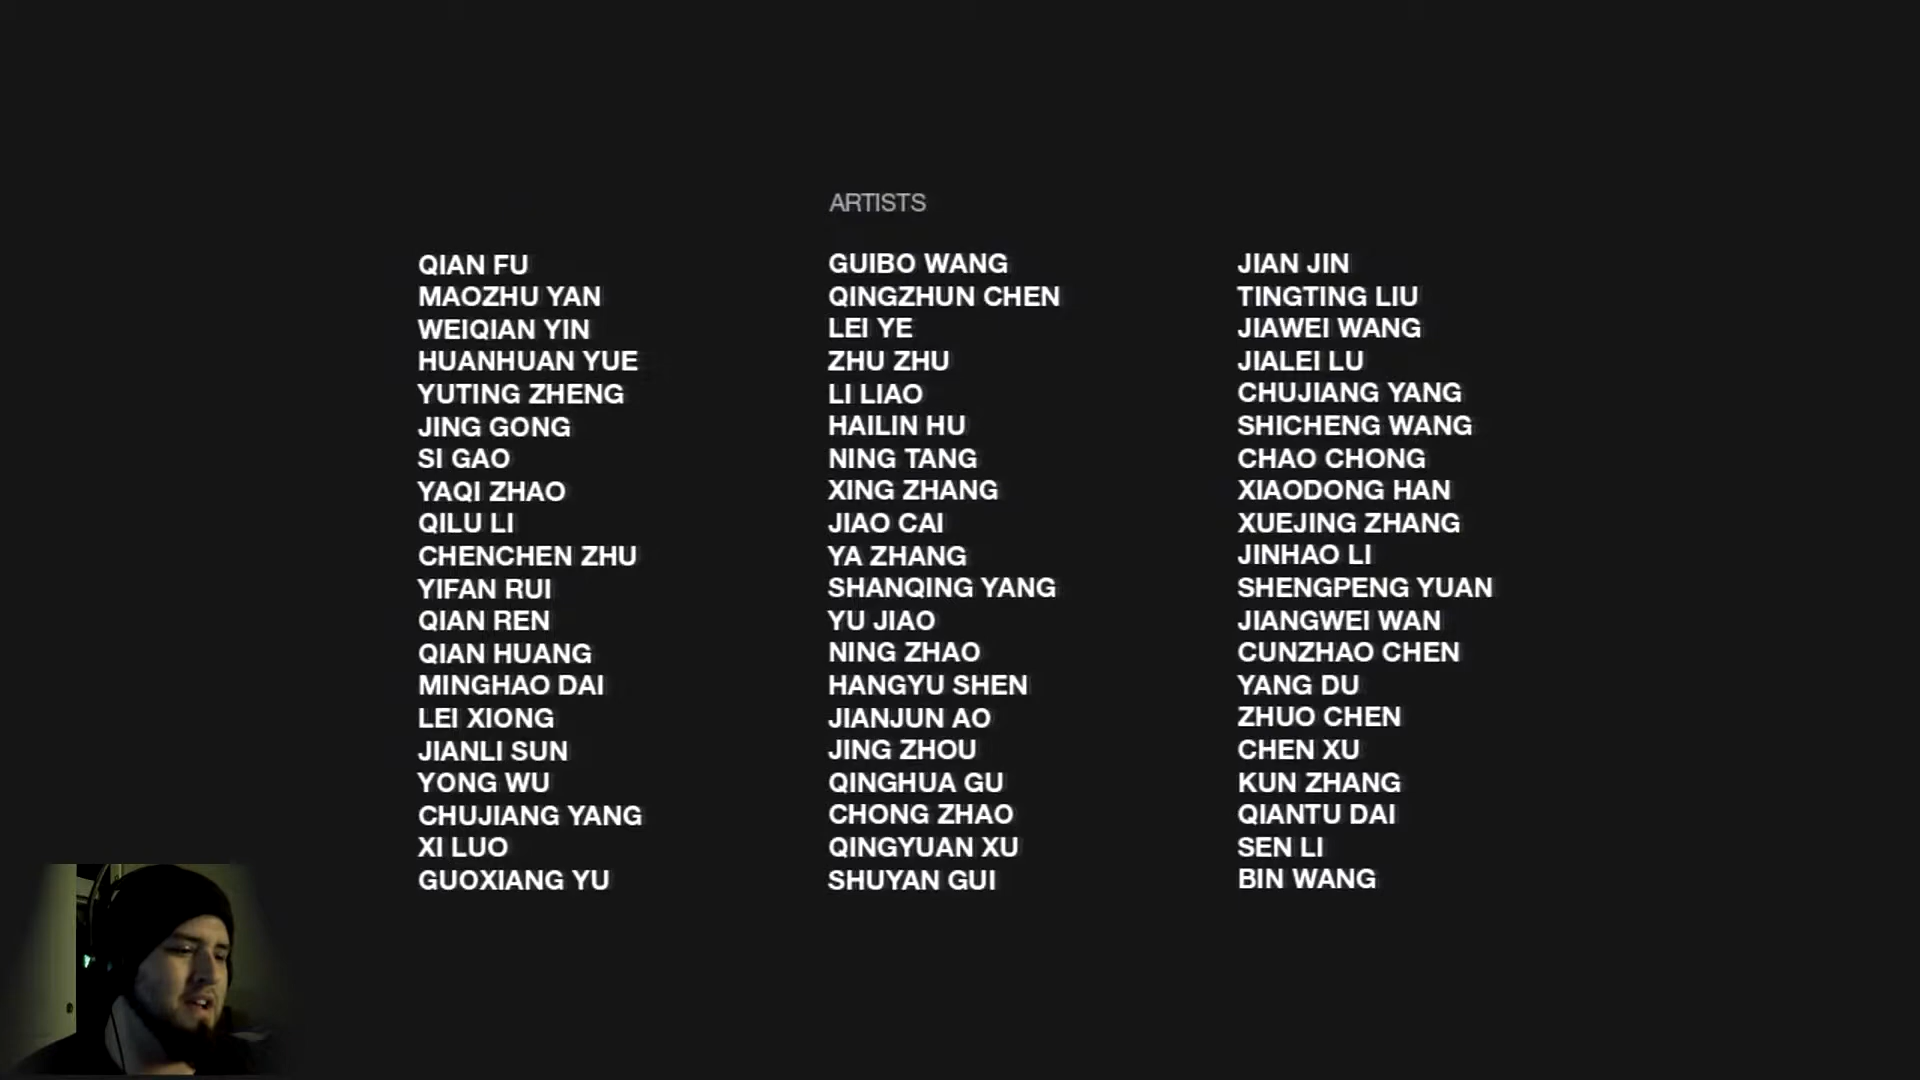 ARTISTS
QIAN FU
MAOZHU YAN
WEIQIAN YIN
HUANHUAN YUE
YUTING ZHENG
JING GONG
SI GAO
YAQI ZHAO
QILU LI
CHENCHEN ZHU
YIFAN RUI
QIAN REN
QIAN HUANG
MINGHAO DAI
LEI XIONG
JIANLI SUN
YONG WU
CHUJIANG YANG
XI LUO
GUOXIANG YU
GUIBO WANG
QINGZHUN CHEN
LEI YE
ZHU ZHU
LI LIAO
HAILIN HU
NING TANG
XING ZHANG
JIAO CAI
YA ZHANG
SHANQING YANG
YU JIAO
NING ZHAO
HANGYU SHEN
JIANJUN AO
JING ZHOU
QINGHUA GU
CHONG ZHAO
QINGYUAN XU
SHUYAN GUI
JIAN JIN
TINGTING LIU
JIAWEI WANG
JIALEI LU
CHUJIANG YANG
SHICHENG WANG
CHAO CHONG
XIAODONG HAN
XUEJING ZHANG
JINHAO LI
SHENGPENG YUAN
JIANGWEI WAN
CUNZHAO CHEN
YANG DU
ZHUO CHEN
CHEN XU
KUN ZHANG
QIANTU DAI
SEN LI
BIN WANG